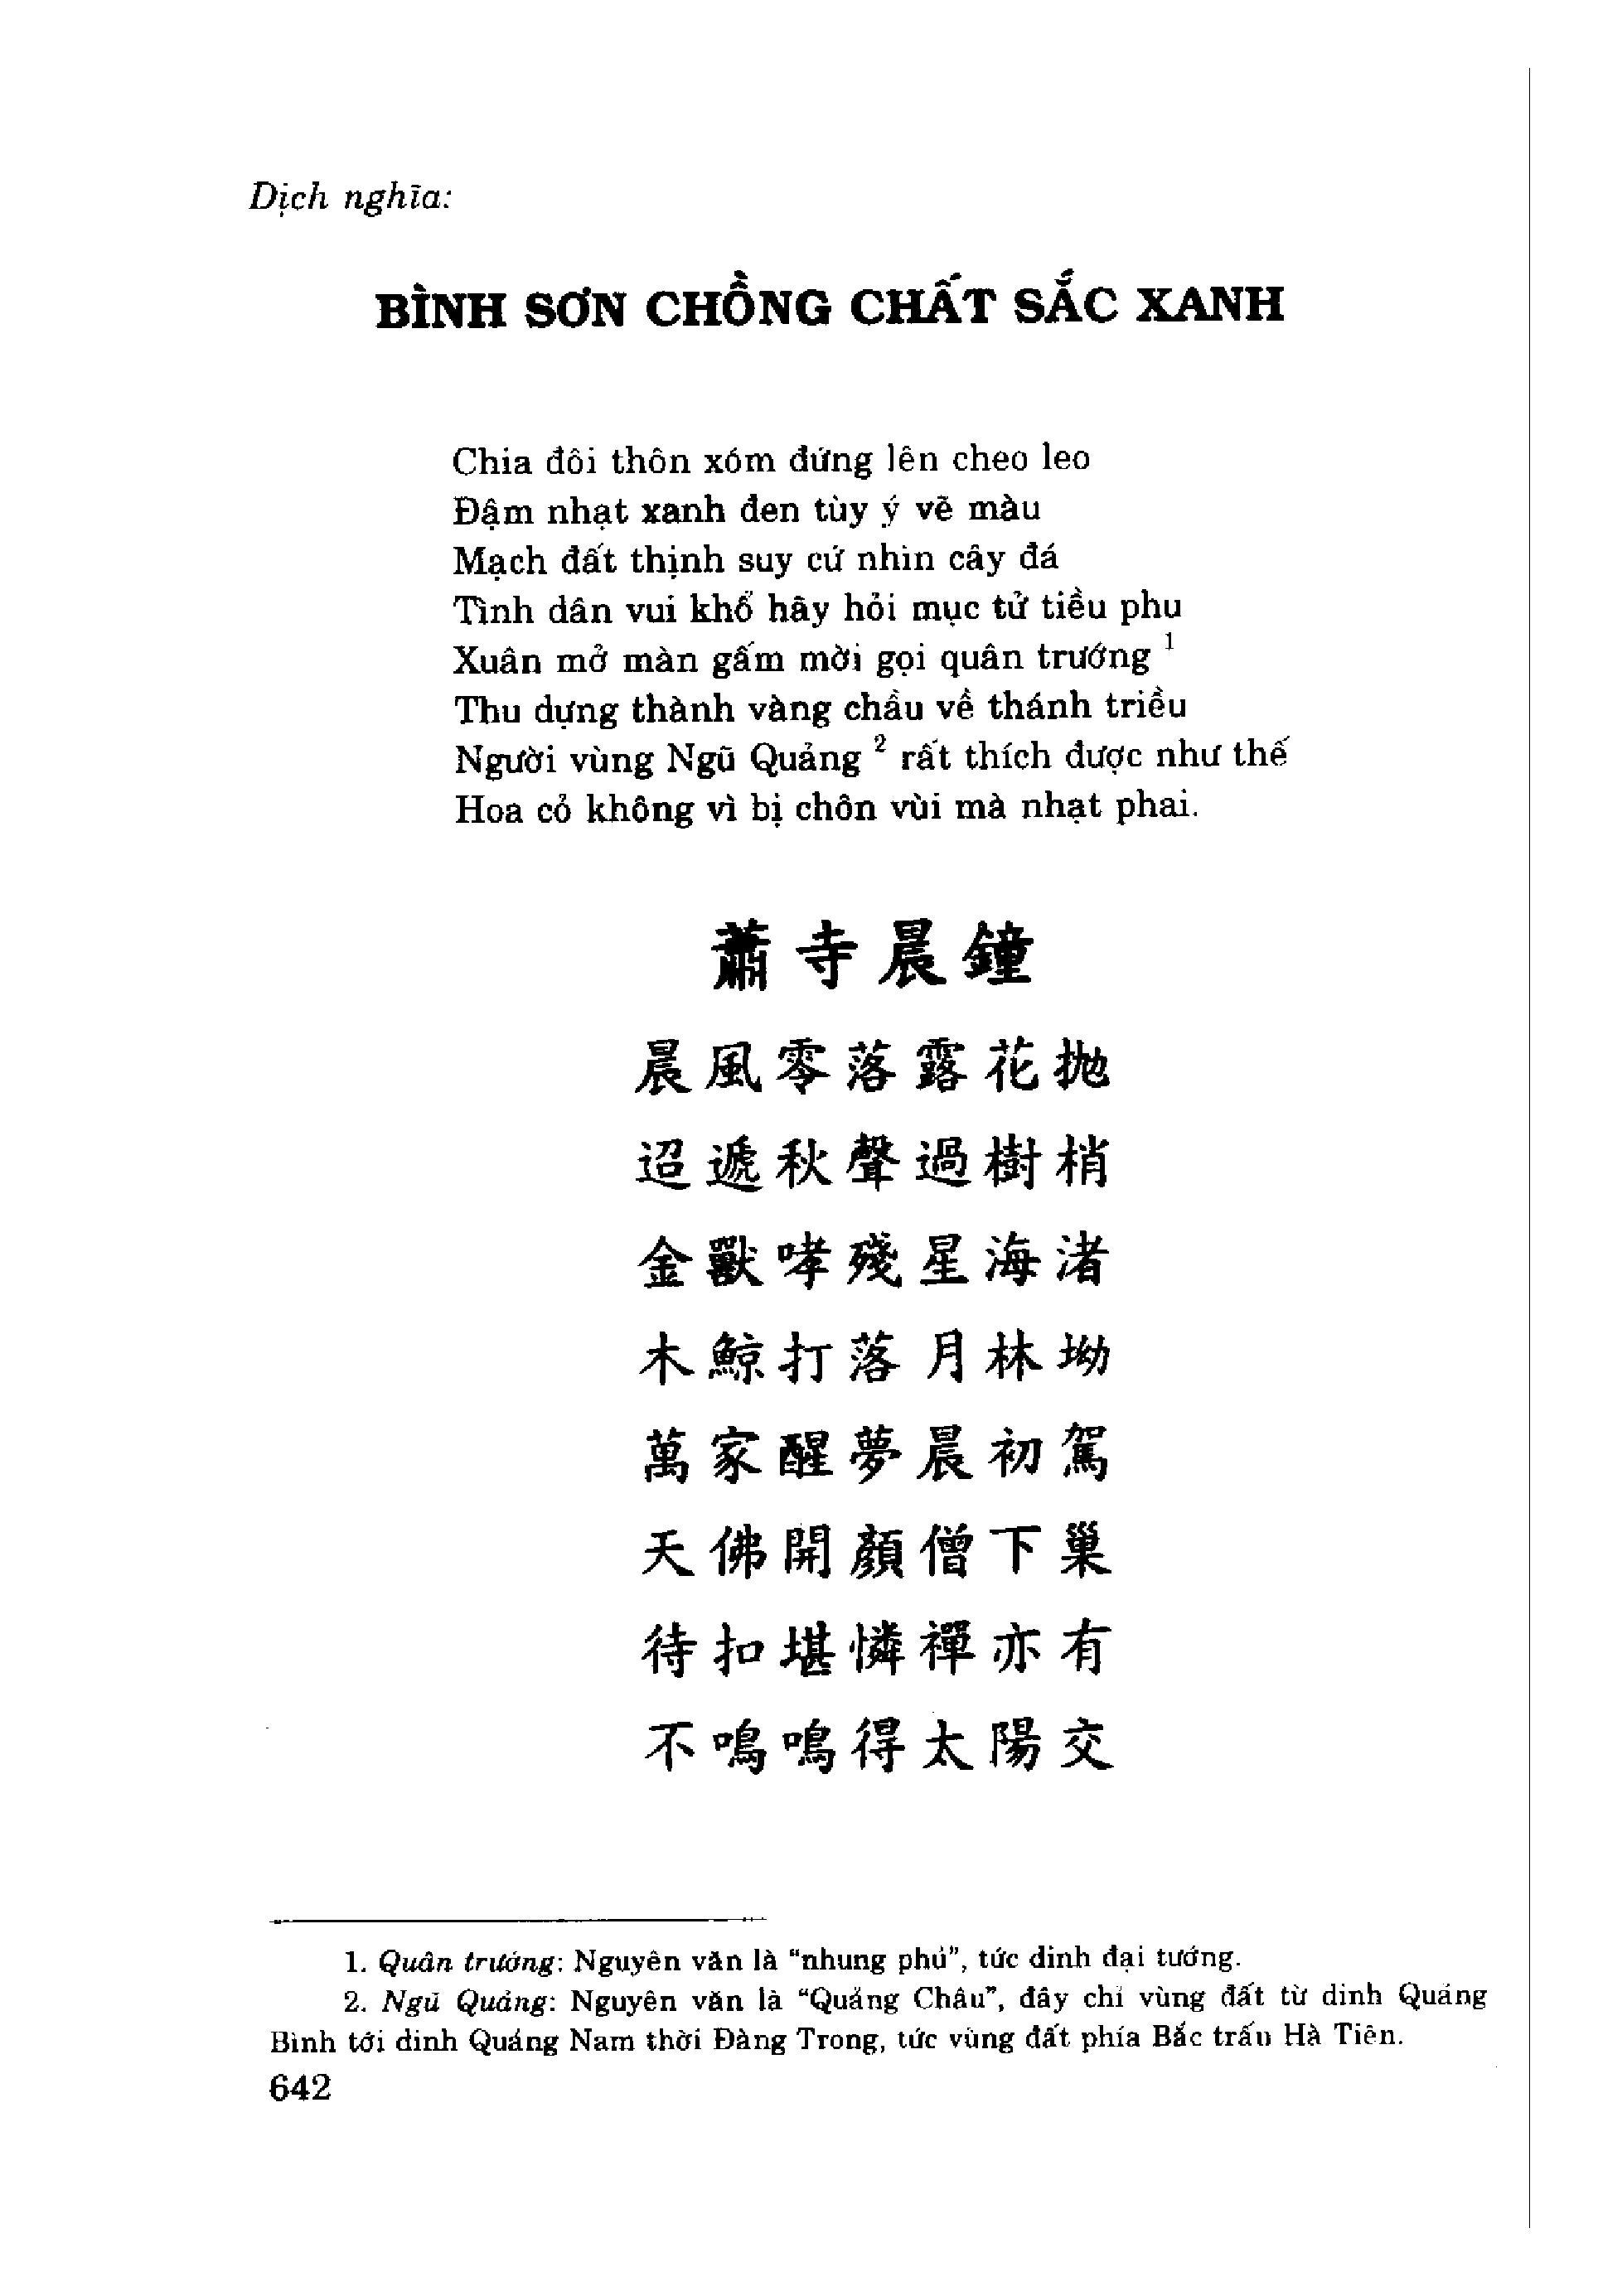 Dịch nghĩa:
BÌNH SƠN CHỒNG CHẤT SẮC XANH
Chia đôi thôn xóm đứng lên cheo leo
Đậm nhạt xanh đen tùy ý vẽ màu
Mạch đất thịnh suy cứ nhìn cây đá
Tình dân vui khổ hãy hỏi mục tử tiều phu
Xuân mở màn gấm mời gọi quân trướng 1
Thu dựng thành vàng chầu về thánh triều
Người vùng Ngũ Quảng 2 rất thích được như thế
Hoa cỏ không vì bị chôn vùi mà nhạt phai.
蕭寺晨鐘
晨風零落露花拋
迢遞秋聲過樹梢
金獸哮殘星海渚
木鯨打落月林坳
萬家醒夢晨初駕
天佛開顏僧下巢
待扣堪憐禪亦有
不鳴鳴得太陽交
1. Quân trướng: Nguyên văn là “nhung phủ”, tức dinh đại tướng.
2. Ngũ Quảng: Nguyên văn là “Quảng Châu”, đây chỉ vùng đất từ dinh Quảng
Bình tới dinh Quảng Nam thời Đàng Trong, tức vùng đất phía Bắc trấn Hà Tiên.
642